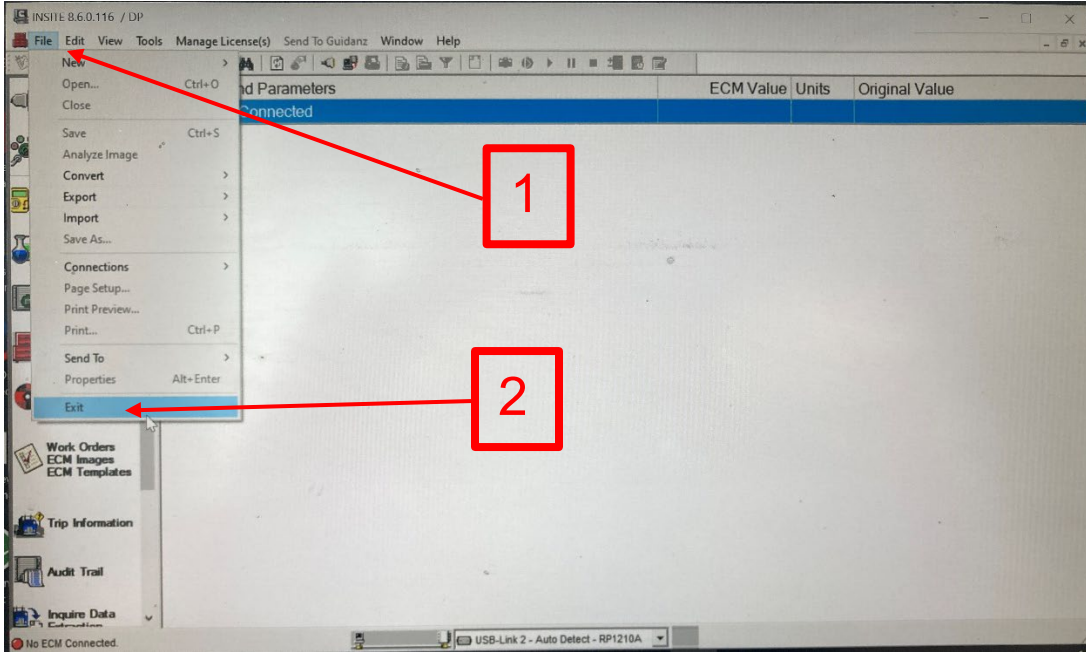 INSITE 8.6.0.116 / DP
File Edit View Tools Manage License(s) Send To Guidanz Window Help
New
Open... Ctrl+O
Close
Save Ctrl+S
Analyze Image
Convert
Export
Import
Save As...
Connections
Page Setup...
Print Preview...
Print... Ctrl+P
Send To
Properties Alt+Enter
Exit
nd Parameters ECM Value Units Original Value
Connected
1
2
Work Orders
ECM Images
ECM Templates
Trip Information
Audit Trail
Inquire Data
Extraction
No ECM Connected.
USB-Link 2 - Auto Detect - RP1210A